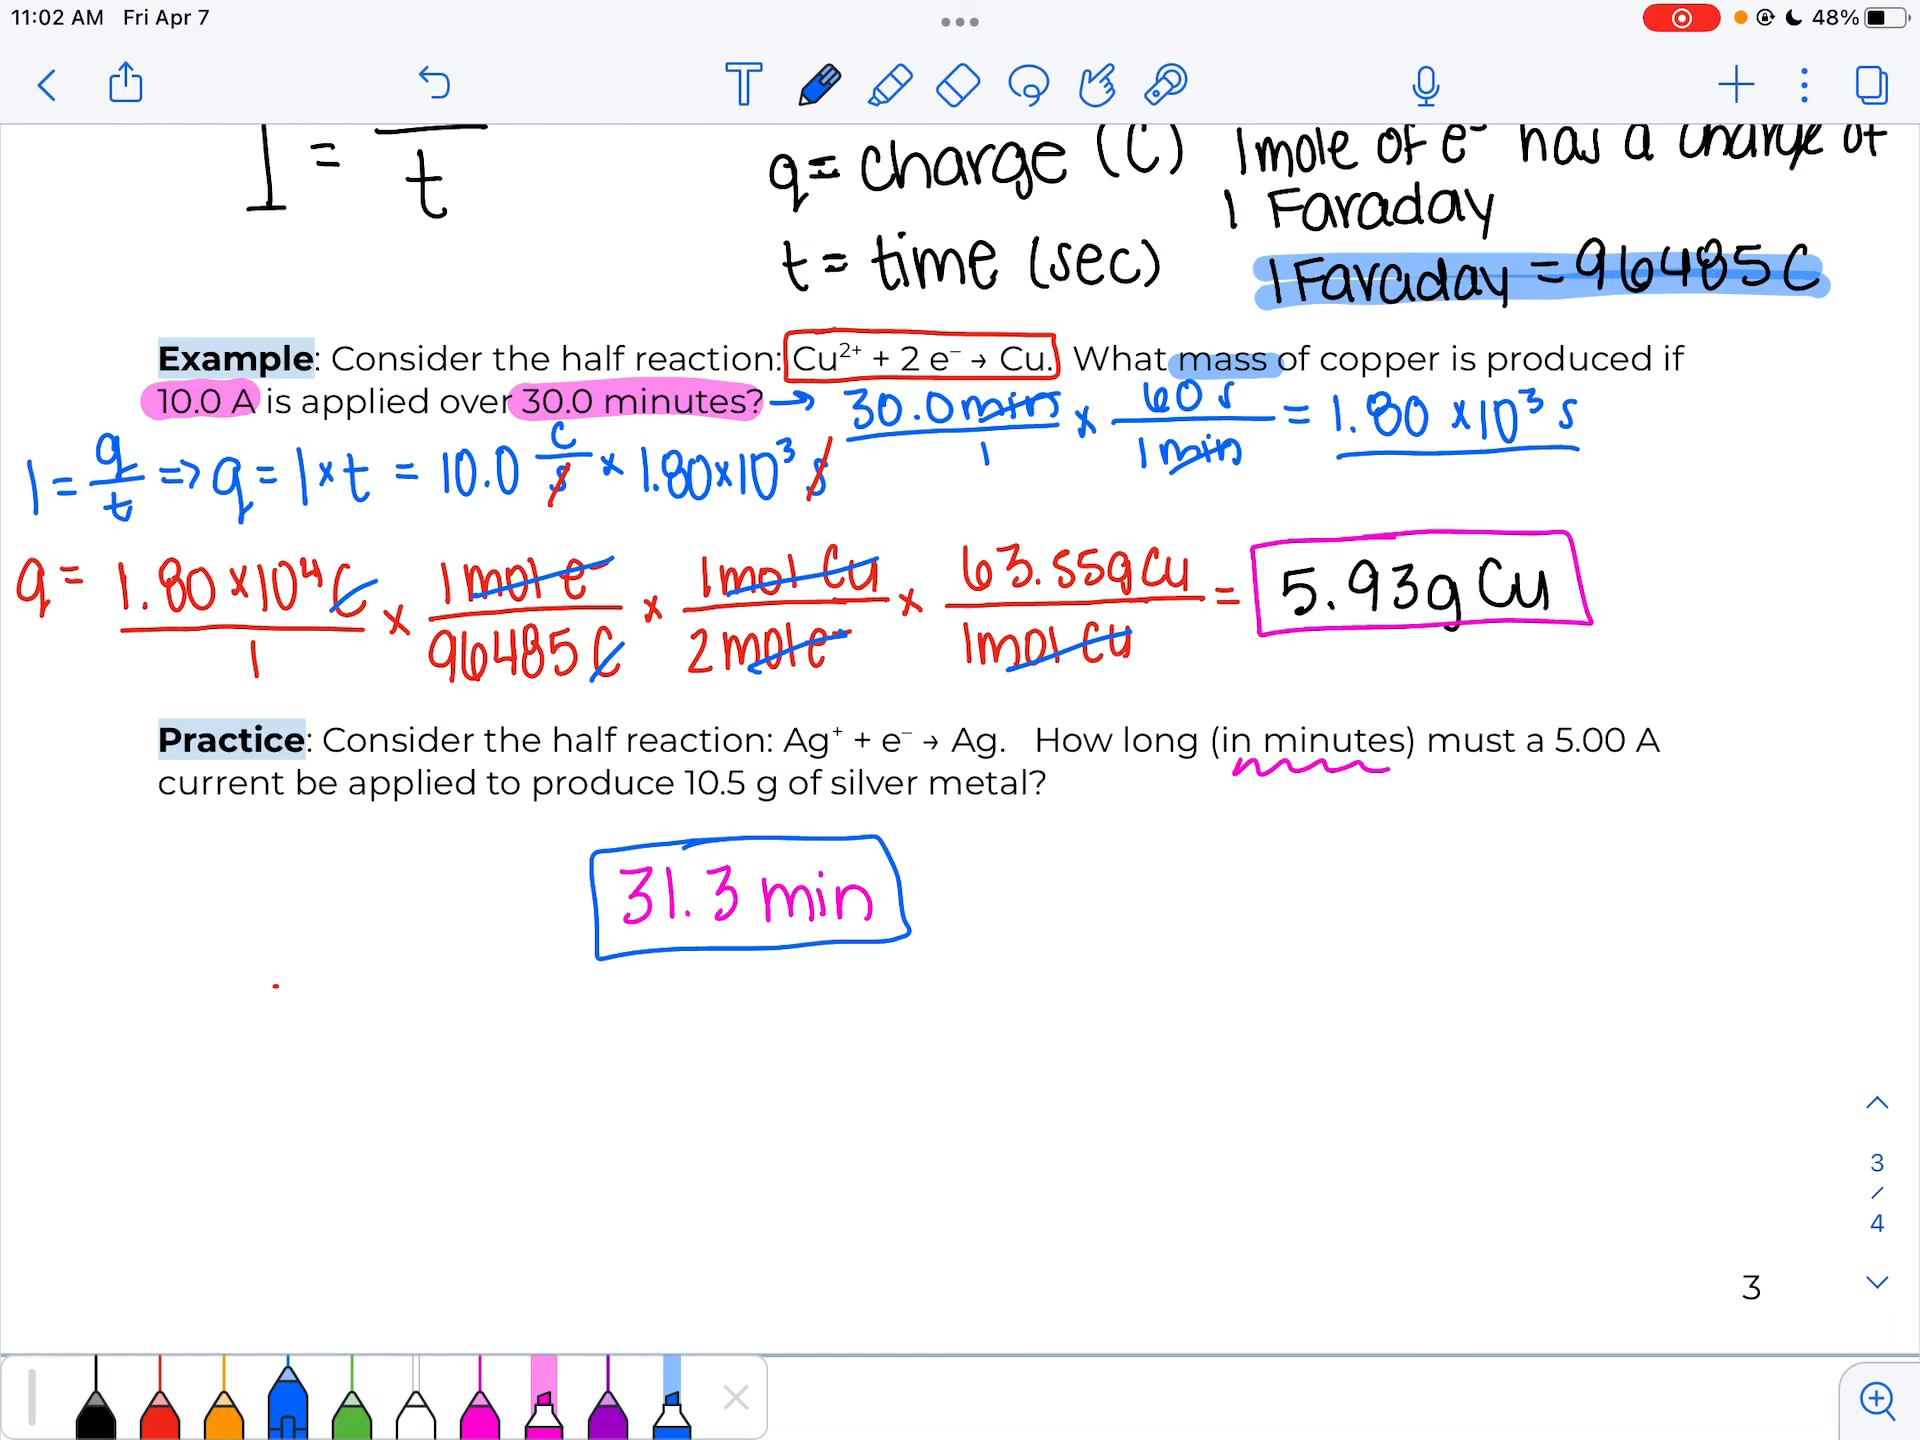 11:02 AM Fri Apr 7
48%
I = / t
q = charge (C) 1 mole of e⁻ has a charge of
1 Faraday
t = time (sec)
1 Faraday = 96485 C
Example: Consider the half reaction: Cu²⁺ + 2 e⁻ → Cu. What mass of copper is produced if
10.0 A is applied over 30.0 minutes? → 30.0 min / 1 × 60 s / 1 min = 1.80 × 10³ s
I = q/t ⇒ q = I × t = 10.0 C/s × 1.80 × 10³ s
q = 1.80 × 10⁴ C / 1 × 1 mol e⁻ / 96485 C × 1 mol Cu / 2 mol e⁻ × 63.55 g Cu / 1 mol Cu = 5.93 g Cu
Practice: Consider the half reaction: Ag⁺ + e⁻ → Ag. How long (in minutes) must a 5.00 A
current be applied to produce 10.5 g of silver metal?
31.3 min
3
/
4
3